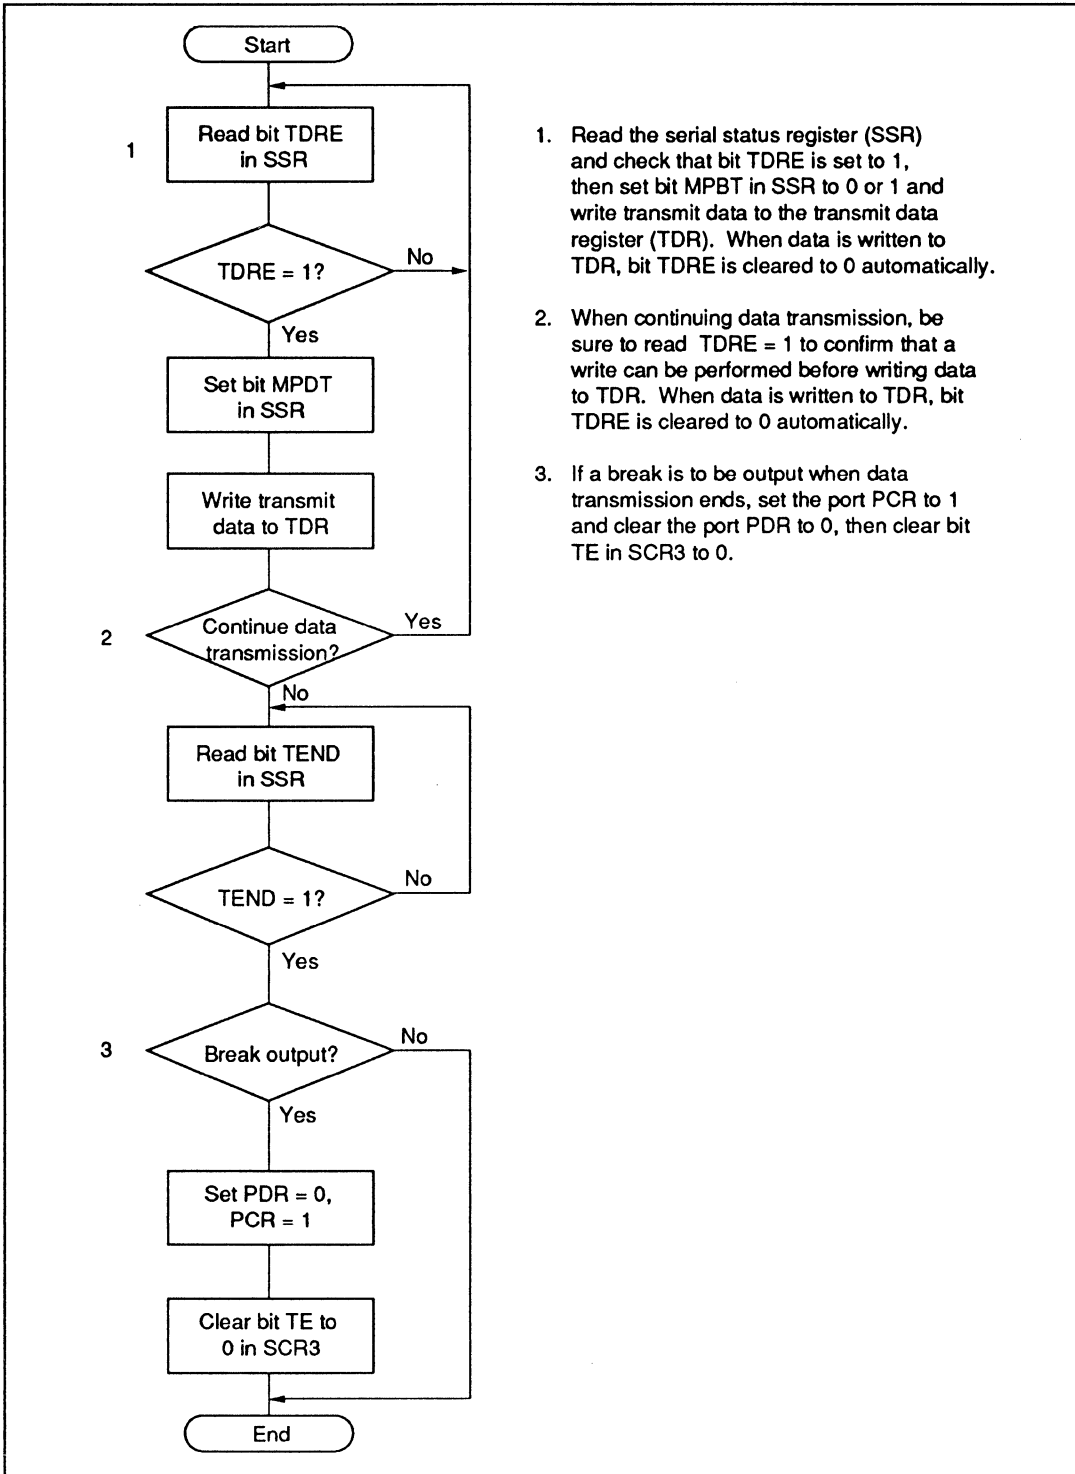 Start
1
Read bit TDRE
in SSR
TDRE = 1?
No
Yes
Set bit MPDT
in SSR
Write transmit
data to TDR
2
Continue data
transmission?
Yes
No
Read bit TEND
in SSR
TEND = 1?
No
Yes
3
Break output?
No
Yes
Set PDR = 0,
PCR = 1
Clear bit TE to
0 in SCR3
End
1. Read the serial status register (SSR)
and check that bit TDRE is set to 1,
then set bit MPBT in SSR to 0 or 1 and
write transmit data to the transmit data
register (TDR). When data is written to
TDR, bit TDRE is cleared to 0 automatically.
2. When continuing data transmission, be
sure to read TDRE = 1 to confirm that a
write can be performed before writing data
to TDR. When data is written to TDR, bit
TDRE is cleared to 0 automatically.
3. If a break is to be output when data
transmission ends, set the port PCR to 1
and clear the port PDR to 0, then clear bit
TE in SCR3 to 0.